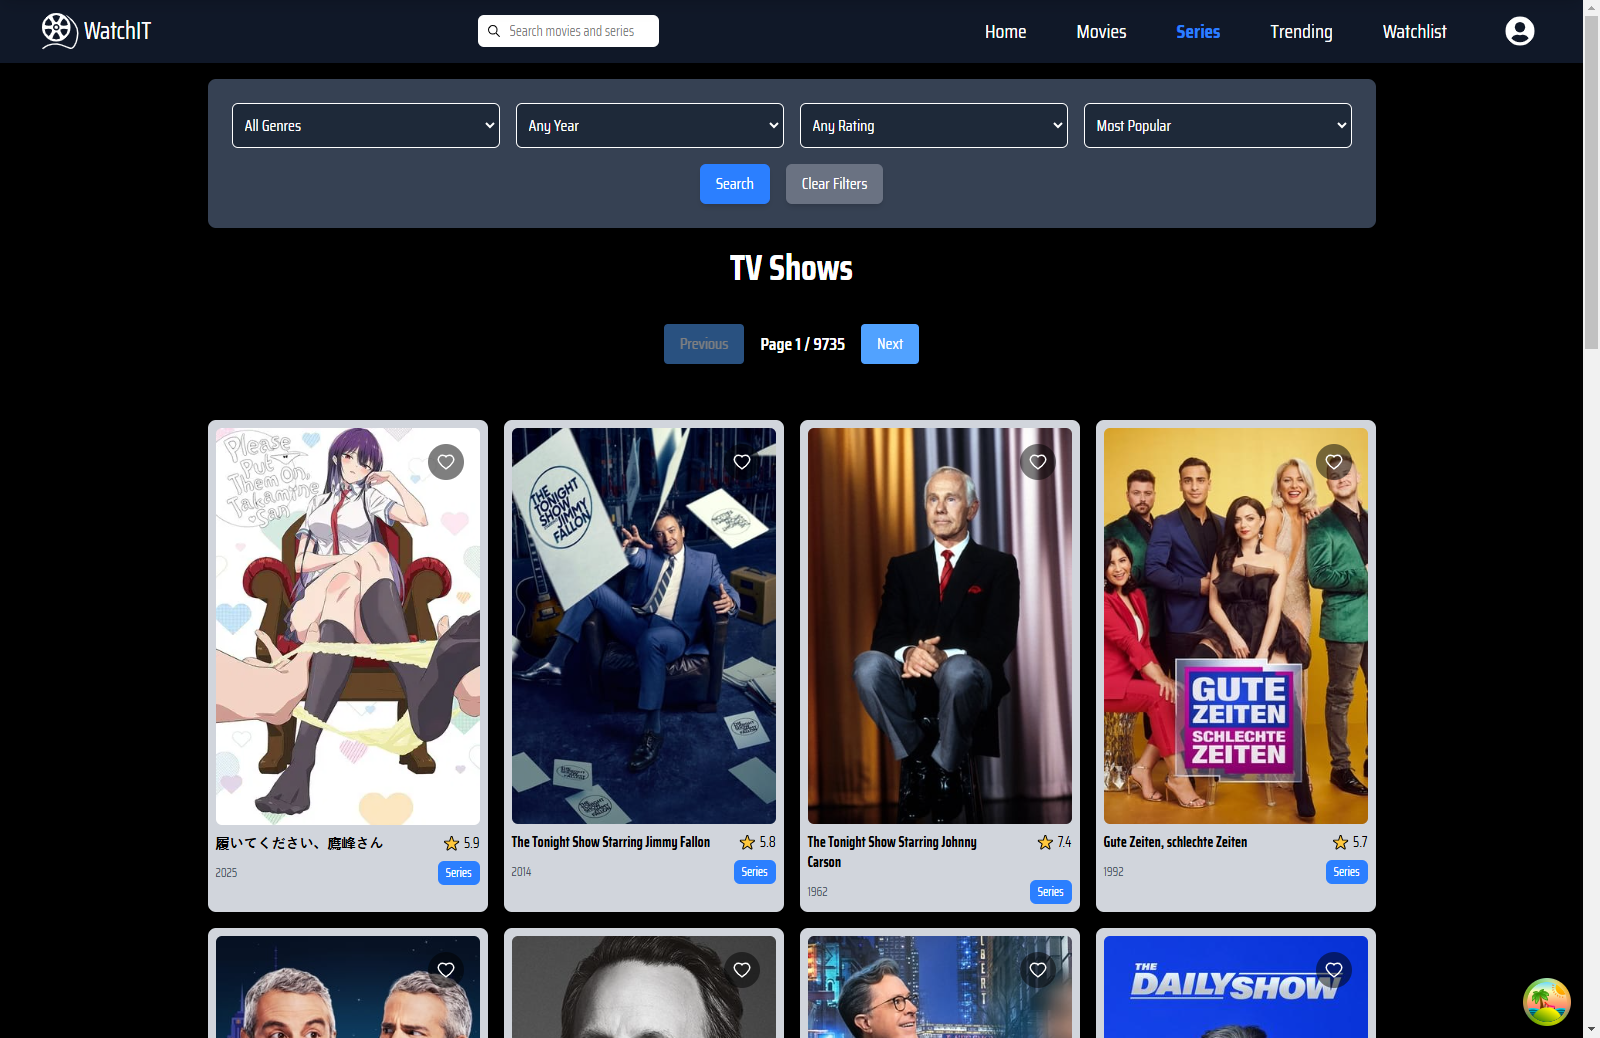 WatchIT
Search movies and series
Home
Movies
Series
Trending
Watchlist
All Genres
Any Year
Any Rating
Most Popular
Search
Clear Filters
TV Shows
Previous
Page 1 / 9735
Next
Please
Put
Them On,
Takamine
San
THE
TONIGHT
SHOW
JIMMY
FALLON
GUTE
ZEITEN
SCHLECHTE
ZEITEN
履いてください、鷹峰さん
5.9
2025
Series
The Tonight Show Starring Jimmy Fallon
5.8
2014
Series
The Tonight Show Starring Johnny
Carson
7.4
1962
Series
Gute Zeiten, schlechte Zeiten
5.7
1992
Series
THE
DAILYSHOW